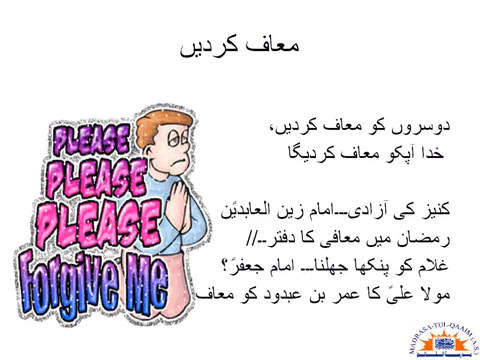 معاف کردیں
دوسروں کو معاف کردیں،
خدا آپکو معاف کردیگا
کنیز کی آزادی۔۔۔امام زین العابدیؑن
رمضان میں معافی کا دفتر۔۔//
غلام کو پنکھا جھلنا۔۔۔ امام جعفرؑ؟
مولا علیؑ کا عمر بن عبدود کو معاف
PLEASE
PLEASE
PLEASE
Forgive Me
MADRASA-TUL-QAAIM (A.S)